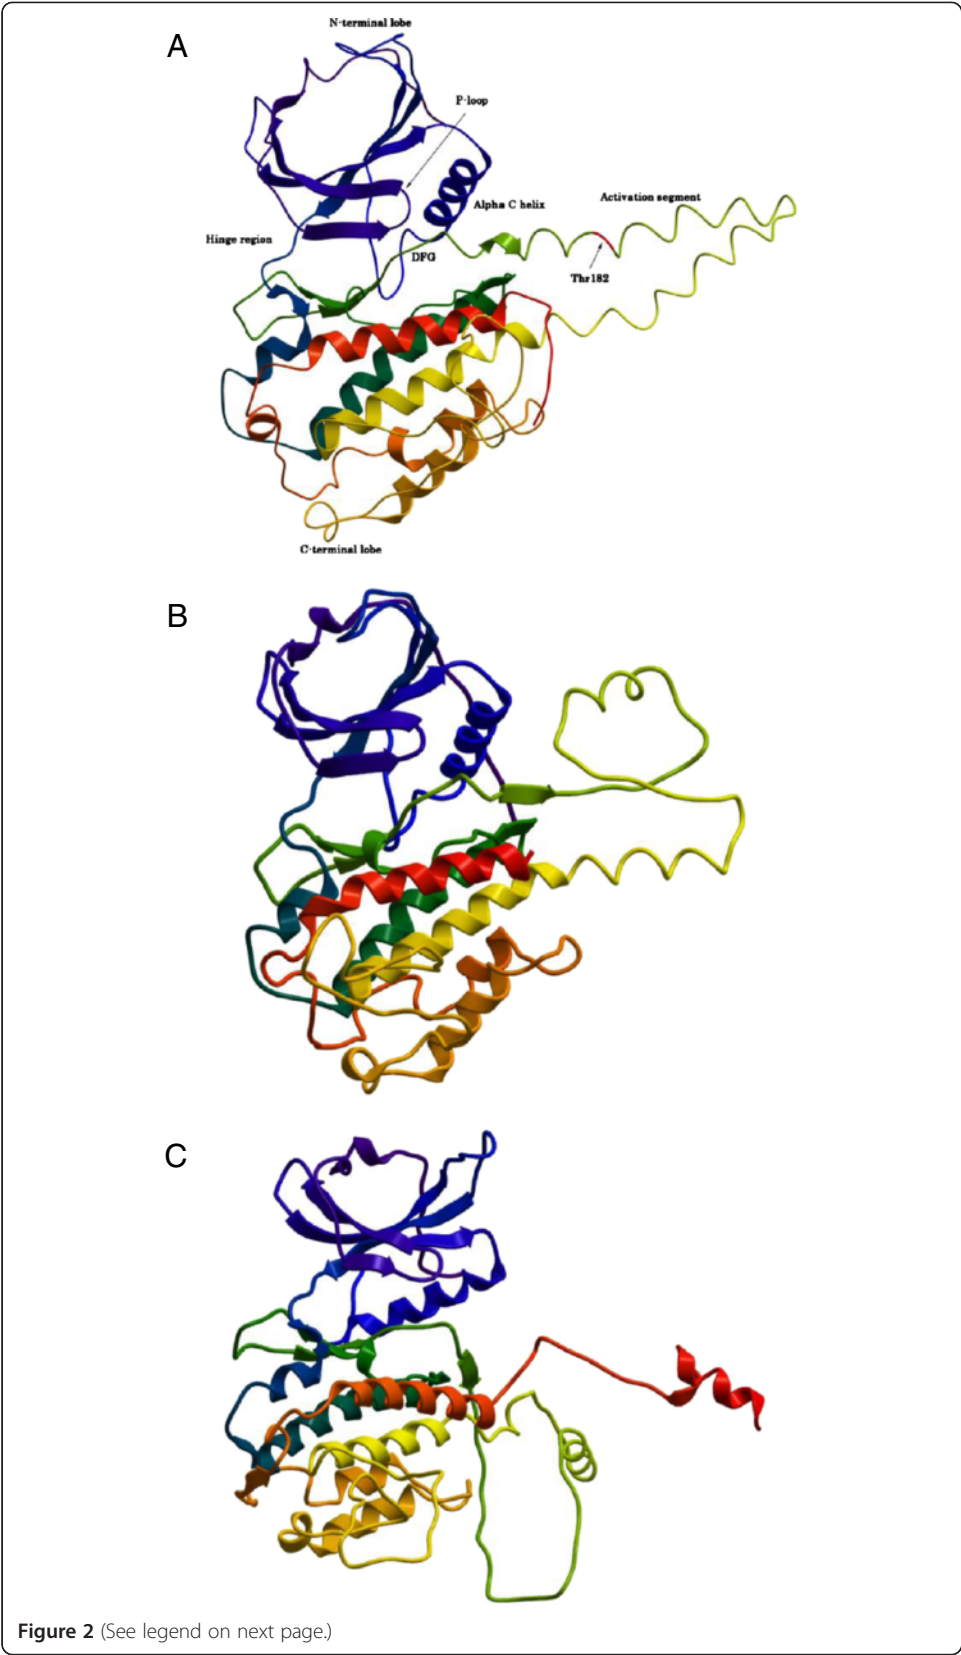 A
N-terminal lobe
P-loop
Alpha C helix
Activation segment
Hinge region
DFG
Thr182
C-terminal lobe
B
C
Figure 2 (See legend on next page.)